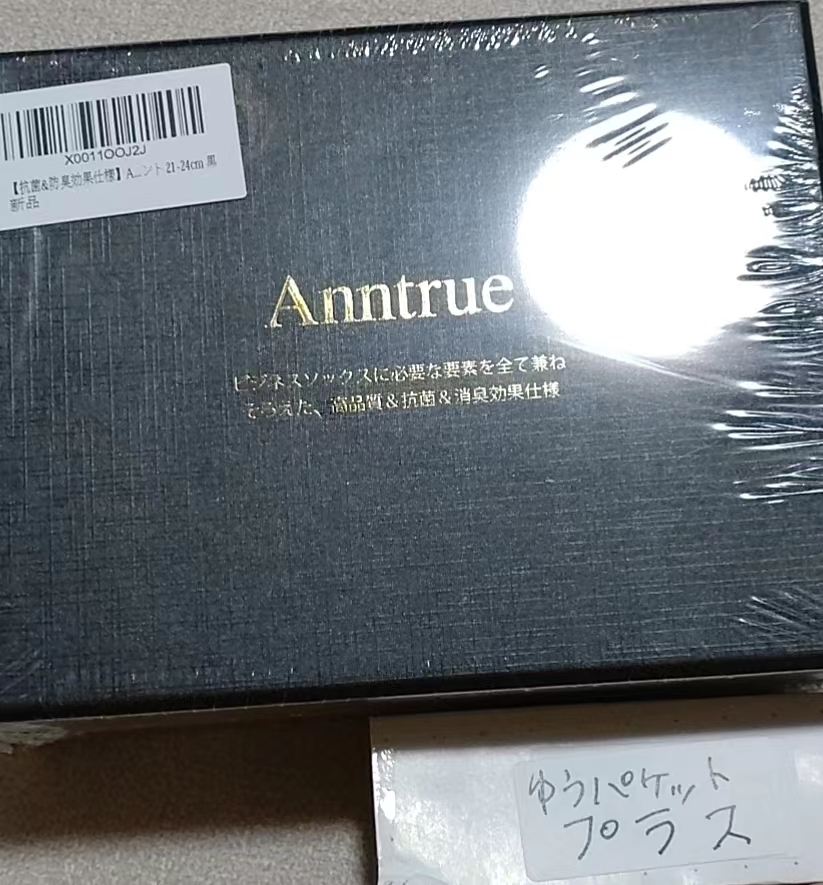 X0011OOJ2J
【抗菌&防臭効果仕様】A...ント 21-24cm 黒
新品
Anntrue
ビジネスソックスに必要な要素を全て兼ね
そろえた、高品質&抗菌&消臭効果仕様
ゆうパケット
プラス